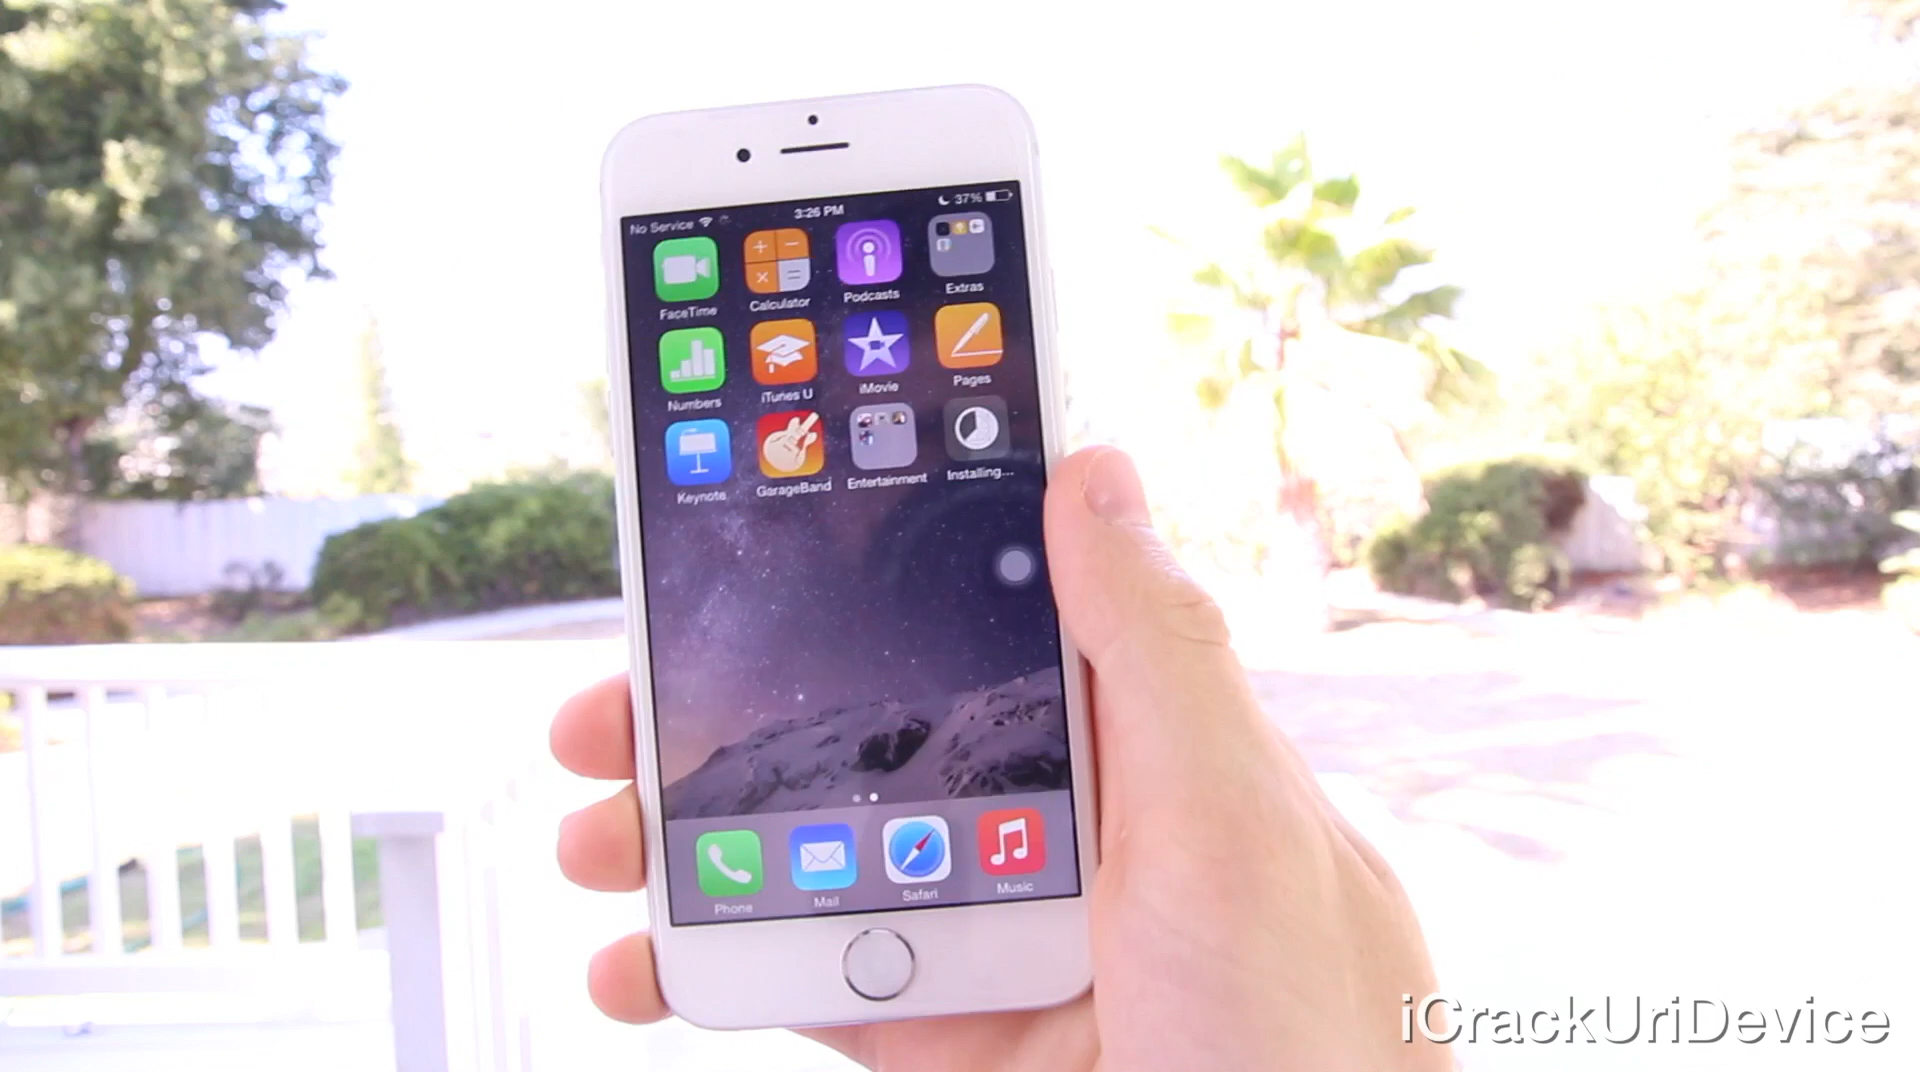 No Service 3:26 PM 37%
FaceTime Calculator Podcasts Extras
Numbers iTunes U iMovie Pages
Keynote GarageBand Entertainment Installing...
Phone Mail Safari Music
iCrackUriDevice